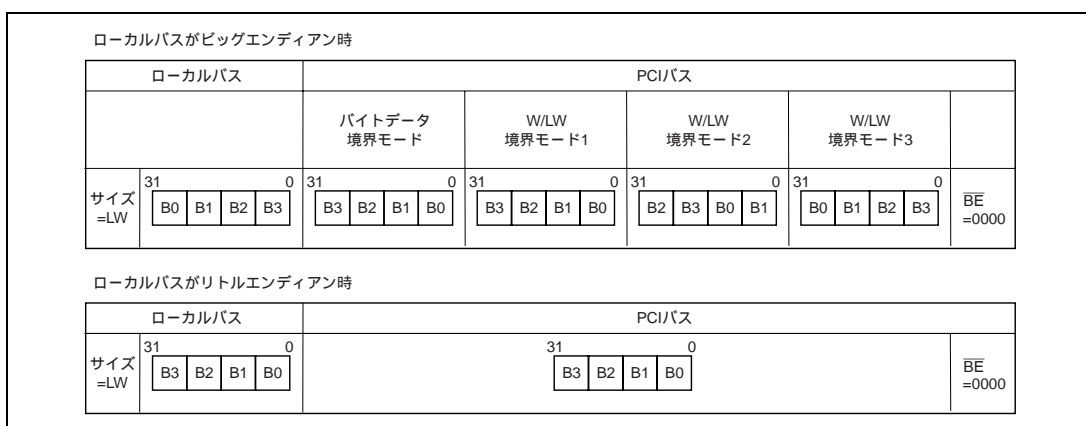 ローカルバスがビッグエンディアン時
ローカルバス PCIバス
バイトデータ
境界モード
W/LW
境界モード1
W/LW
境界モード2
W/LW
境界モード3
サイズ
=LW
31 0 31 0 31 0 31 0 31 0
B0 B1 B2 B3 B3 B2 B1 B0 B3 B2 B1 B0 B2 B3 B0 B1 B0 B1 B2 B3
BE
=0000
ローカルバスがリトルエンディアン時
ローカルバス PCIバス
サイズ
=LW
31 0 31 0
B3 B2 B1 B0 B3 B2 B1 B0
BE
=0000